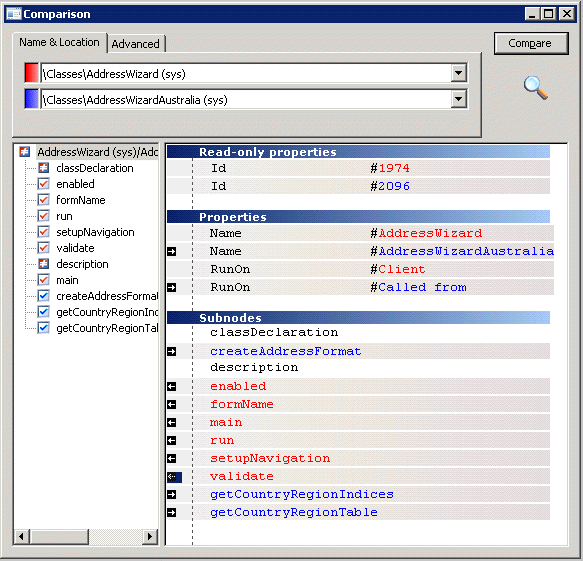 Comparison
Name & Location
Advanced
Compare
\Classes\AddressWizard (sys)
\Classes\AddressWizardAustralia (sys)
AddressWizard (sys)/Add
classDeclaration
enabled
formName
run
setupNavigation
validate
description
main
createAddressFormat
getCountryRegionInd
getCountryRegionTab
Read-only properties
Id #1974
Id #2096
Properties
Name #AddressWizard
Name #AddressWizardAustralia
RunOn #Client
RunOn #Called from
Subnodes
classDeclaration
createAddressFormat
description
enabled
formName
main
run
setupNavigation
validate
getCountryRegionIndices
getCountryRegionTable